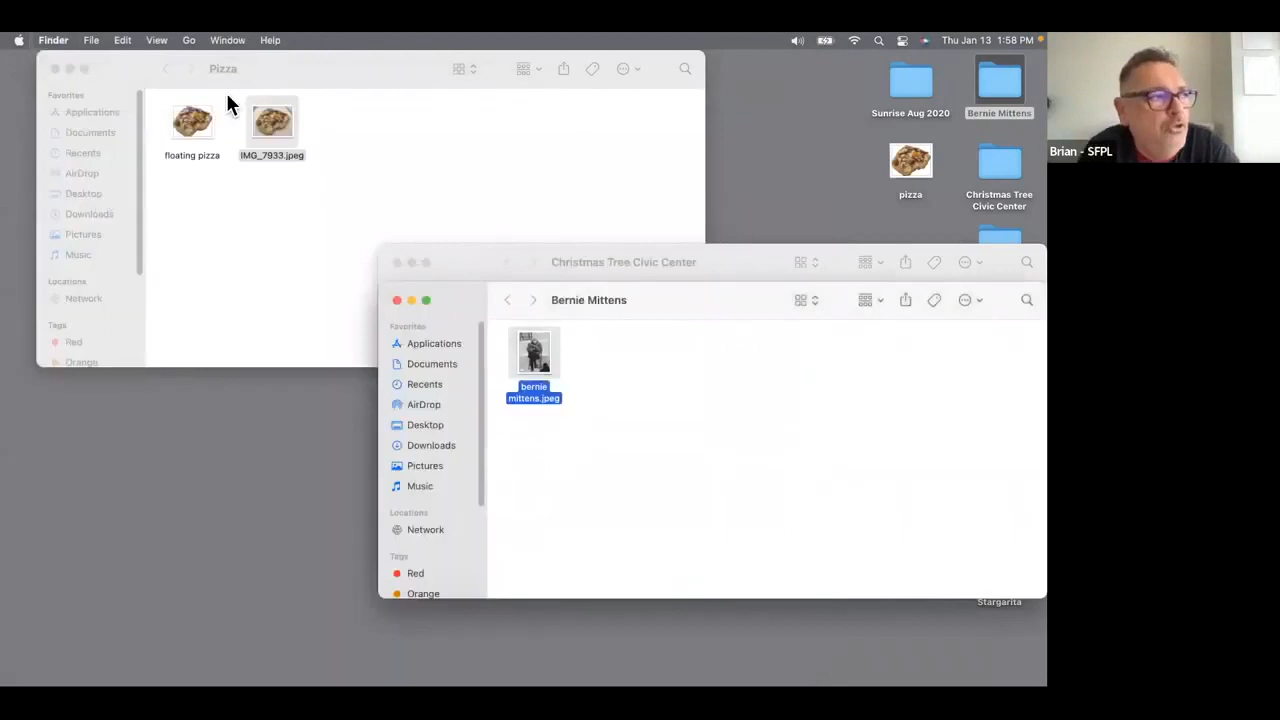 Finder File Edit View Go Window Help
Thu Jan 13 1:58 PM
Pizza
Favorites
Applications
Documents
Recents
AirDrop
Desktop
Downloads
Pictures
Music
Locations
Network
Tags
Red
Orange
floating pizza
IMG_7933.jpeg
Sunrise Aug 2020
Bernie Mittens
pizza
Christmas Tree
Civic Center
Brian - SFPL
Christmas Tree Civic Center
Bernie Mittens
Favorites
Applications
Documents
Recents
AirDrop
Desktop
Downloads
Pictures
Music
Locations
Network
Tags
Red
Orange
bernie
mittens.jpeg
Stargarita